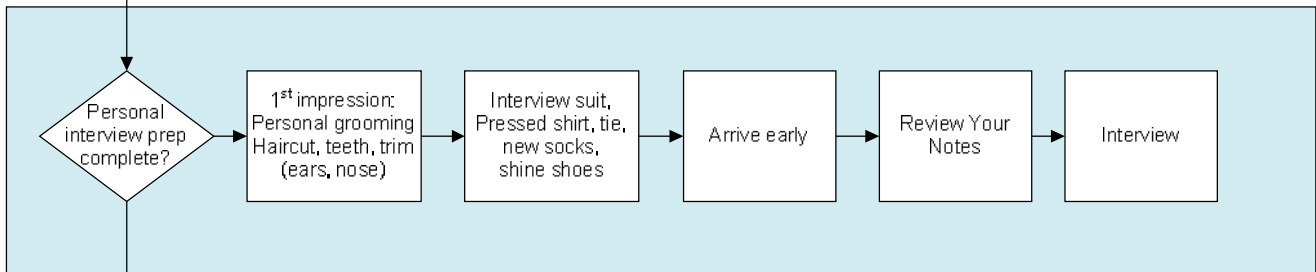 Personal
interview prep
complete?
1st impression:
Personal grooming
Haircut, teeth, trim
(ears, nose)
Interview suit,
Pressed shirt, tie,
new socks,
shine shoes
Arrive early
Review Your
Notes
Interview